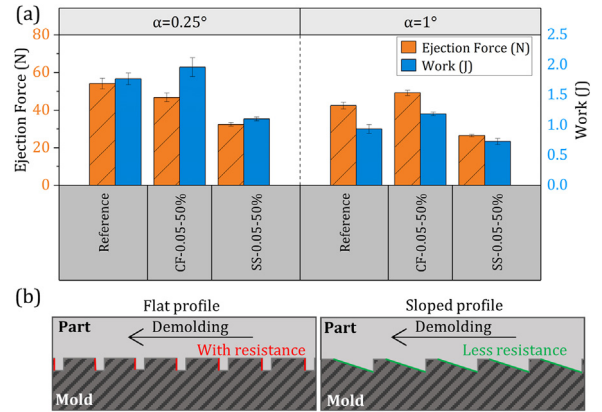 (a)
α=0.25°
α=1°
Ejection Force (N)
80
60
40
20
0
Ejection Force (N)
Work (J)
2.5
2.0
1.5
1.0
0.5
0
Work (J)
Reference
CF-0.05-50%
SS-0.05-50%
Reference
CF-0.05-50%
SS-0.05-50%
(b)
Flat profile
Sloped profile
Part
Demolding
With resistance
Mold
Part
Demolding
Less resistance
Mold